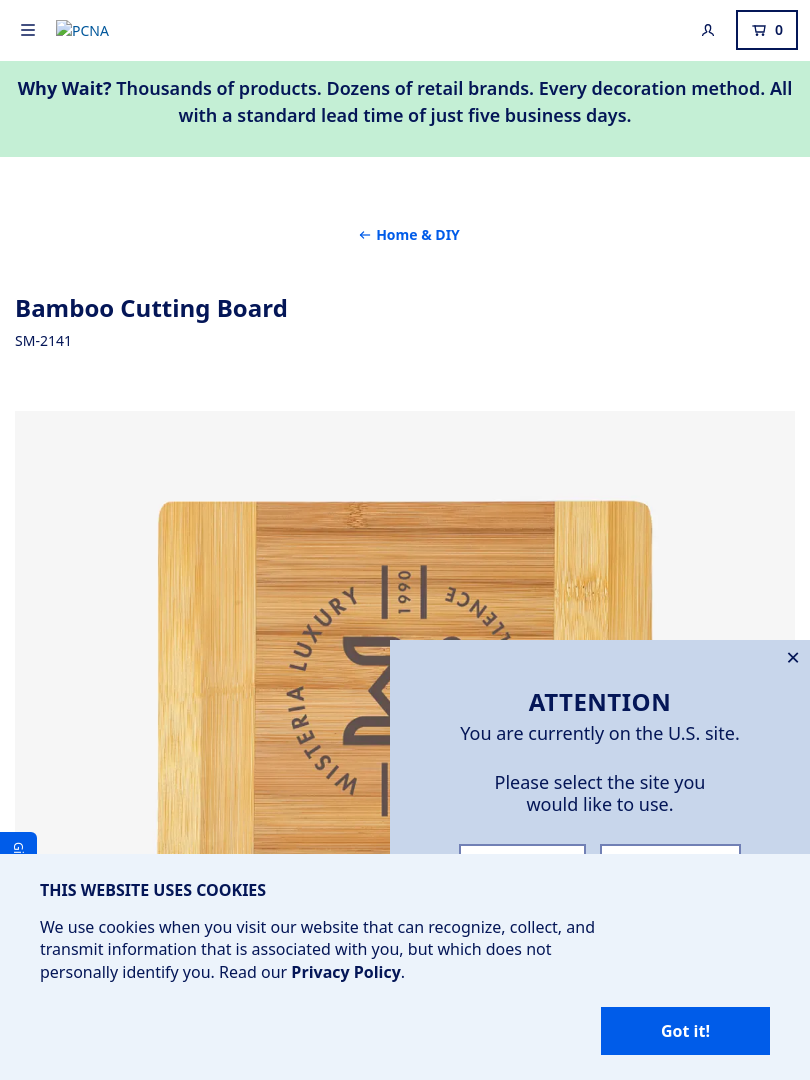 PCNA
0
Why Wait? Thousands of products. Dozens of retail brands. Every decoration method. All
with a standard lead time of just five business days.
← Home & DIY
Bamboo Cutting Board
SM-2141
WISTERIA LUXURY
1990
LLENCE
ATTENTION
You are currently on the U.S. site.
Please select the site you
would like to use.
THIS WEBSITE USES COOKIES
We use cookies when you visit our website that can recognize, collect, and
transmit information that is associated with you, but which does not
personally identify you. Read our Privacy Policy.
Got it!